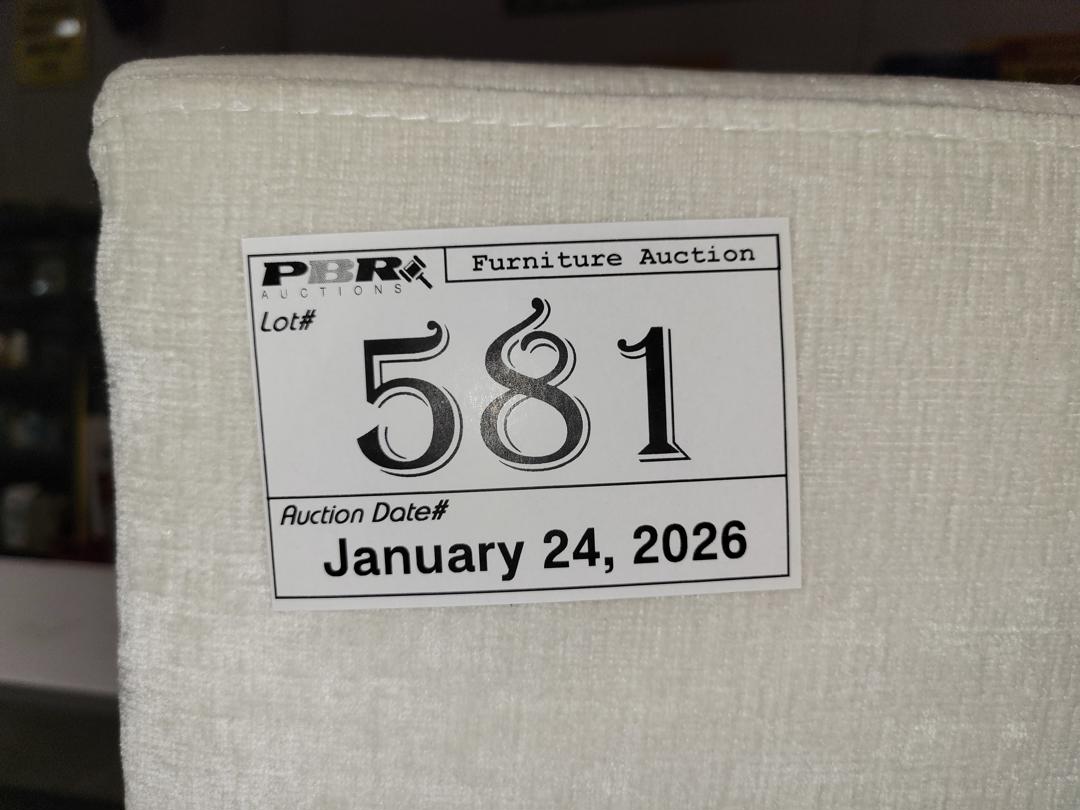 PBR
AUCTIONS
Furniture Auction
Lot#
581
Auction Date#
January 24, 2026